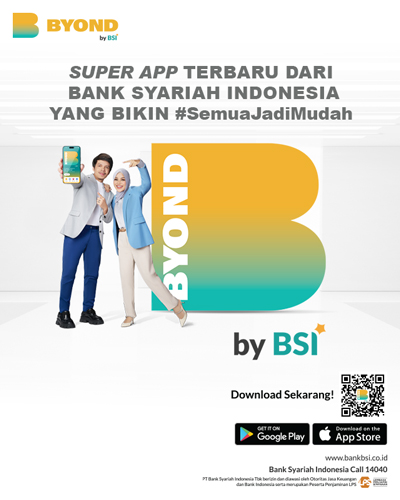 BYOND
by BSI
SUPER APP TERBARU DARI
BANK SYARIAH INDONESIA
YANG BIKIN #SemuaJadiMudah
BYOND
by BSI
Download Sekarang!
GET IT ON
Google Play
Download on the
App Store
www.bankbsi.co.id
Bank Syariah Indonesia Call 14040
PT Bank Syariah Indonesia Tbk berizin dan diawasi oleh Otoritas Jasa Keuangan
dan Bank Indonesia serta merupakan Peserta Penjaminan LPS